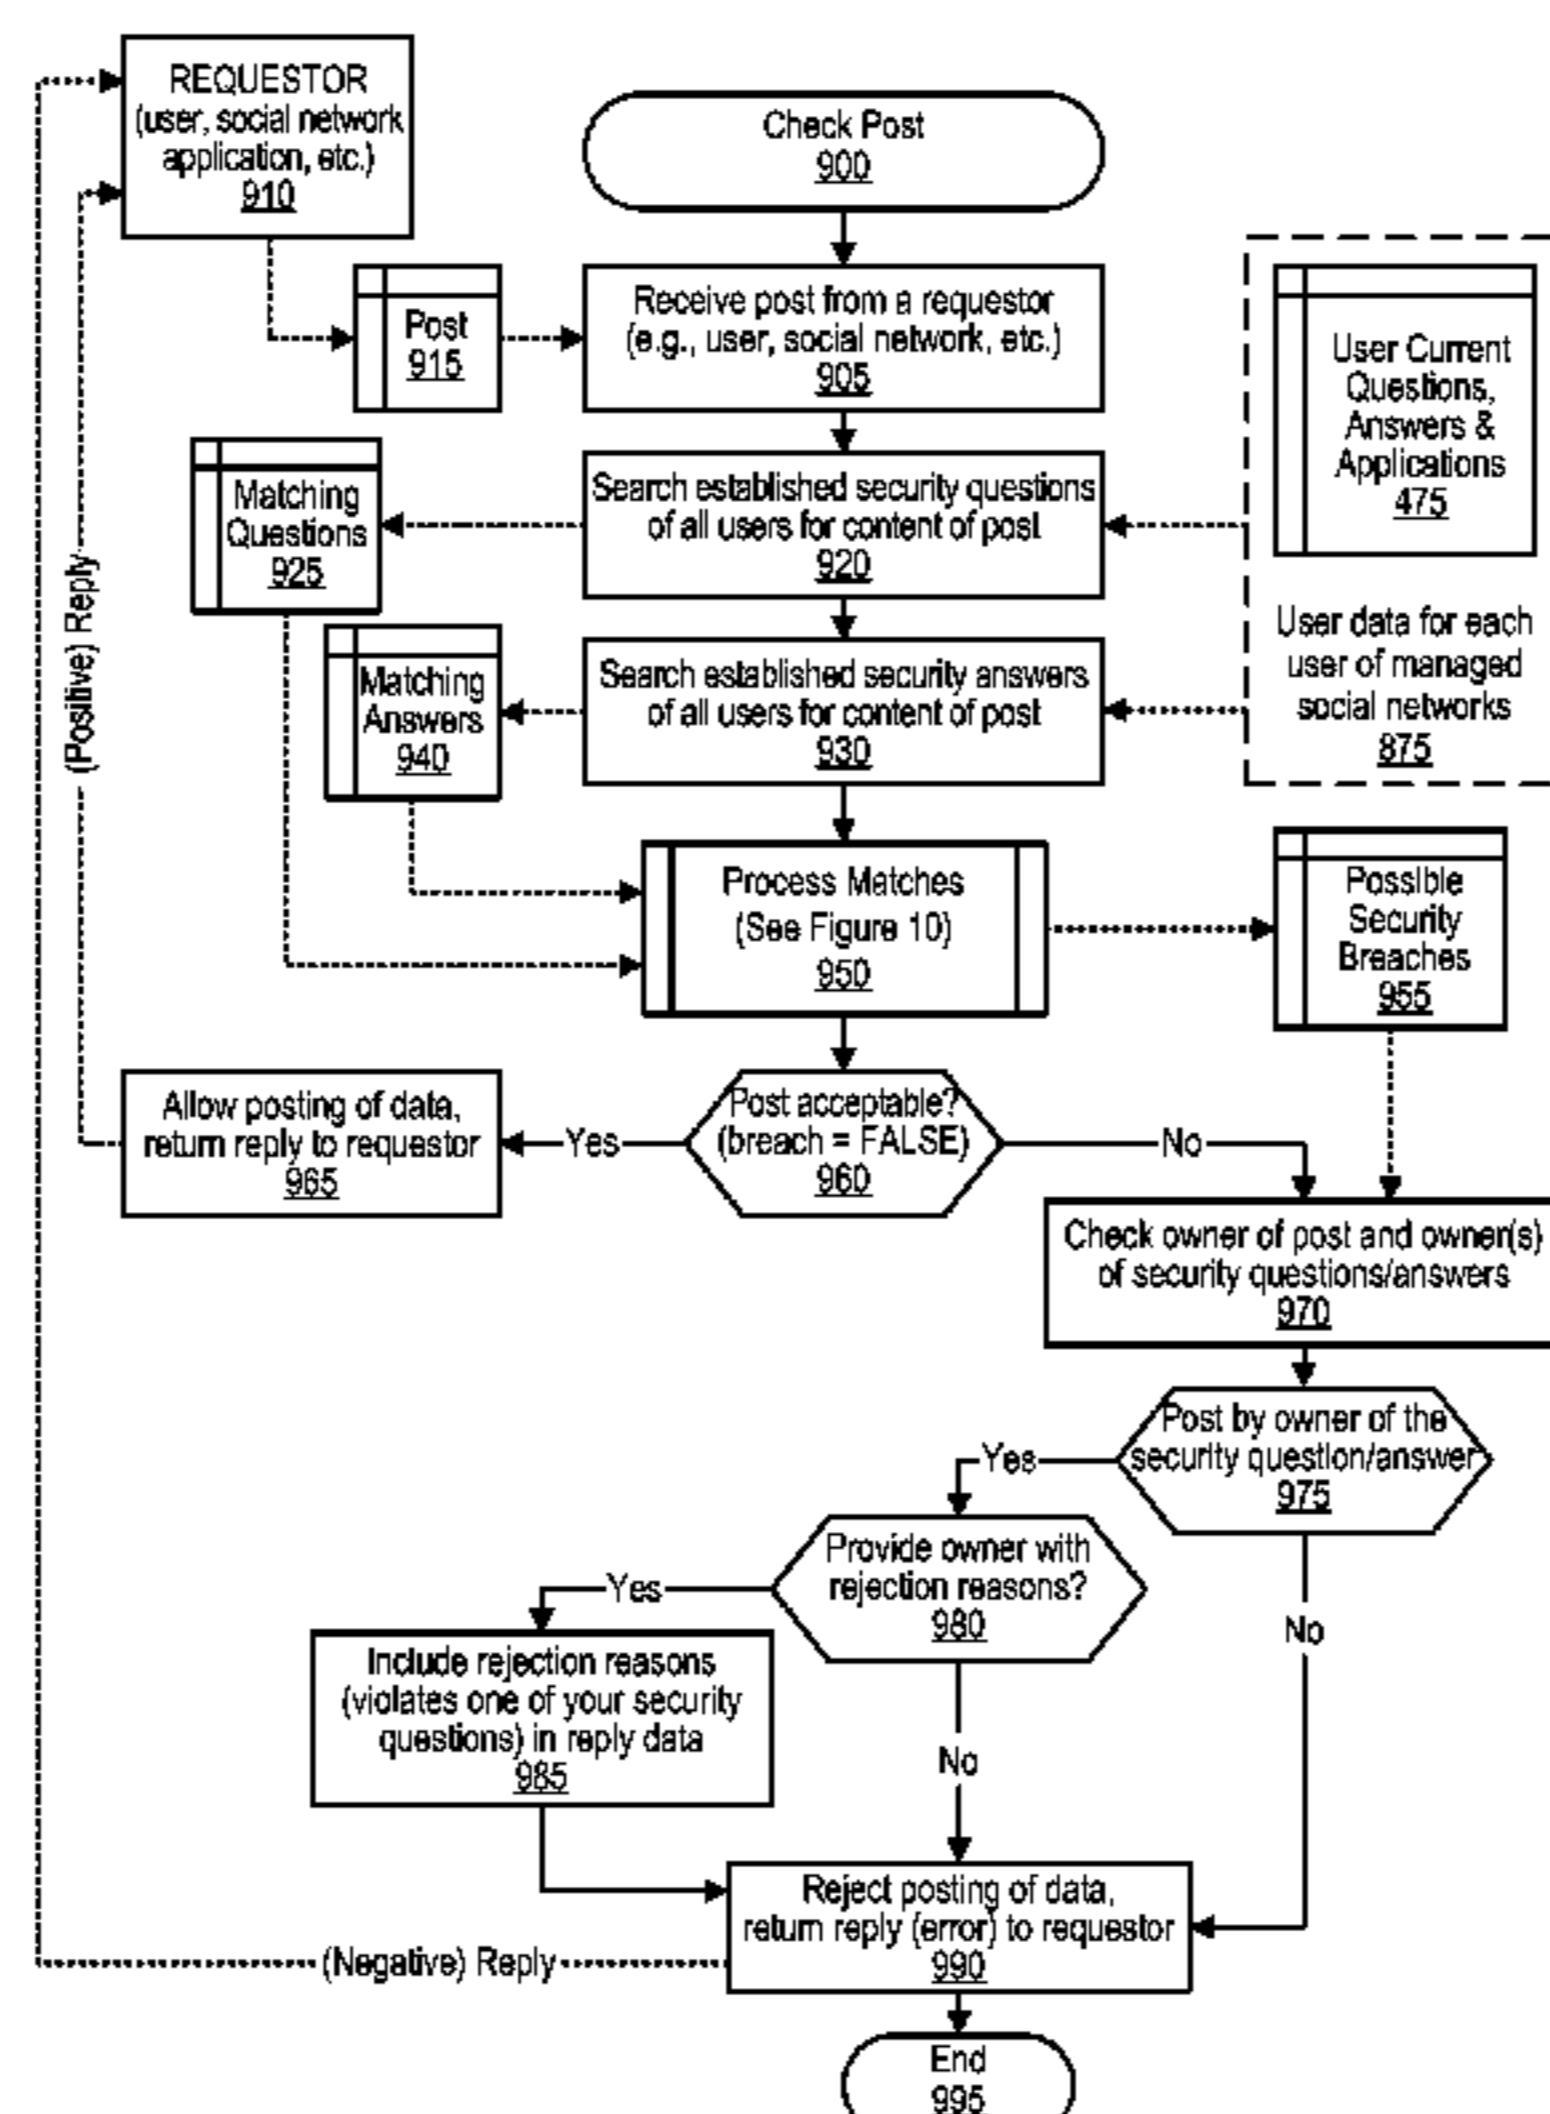 REQUESTOR
(user, social network
application, etc.)
910
Check Post
900
Post
915
Receive post from a requestor
(e.g., user, social network, etc.)
905
User Current
Questions,
Answers &
Applications
475
Matching
Questions
925
Search established security questions
of all users for content of post
920
(Positive) Reply
Matching
Answers
940
Search established security answers
of all users for content of post
930
User data for each
user of managed
social networks
875
Process Matches
(See Figure 10)
950
Possible
Security
Breaches
955
Allow posting of data,
return reply to requestor
965
Yes
Post acceptable?
(breach = FALSE)
960
No
Check owner of post and owner(s)
of security questions/answers
970
Post by owner of the
security question/answer
975
Yes
Provide owner with
rejection reasons?
980
Yes
No
Include rejection reasons
(violates one of your security
questions) in reply data
985
No
Reject posting of data,
return reply (error) to requestor
990
(Negative) Reply
End
995